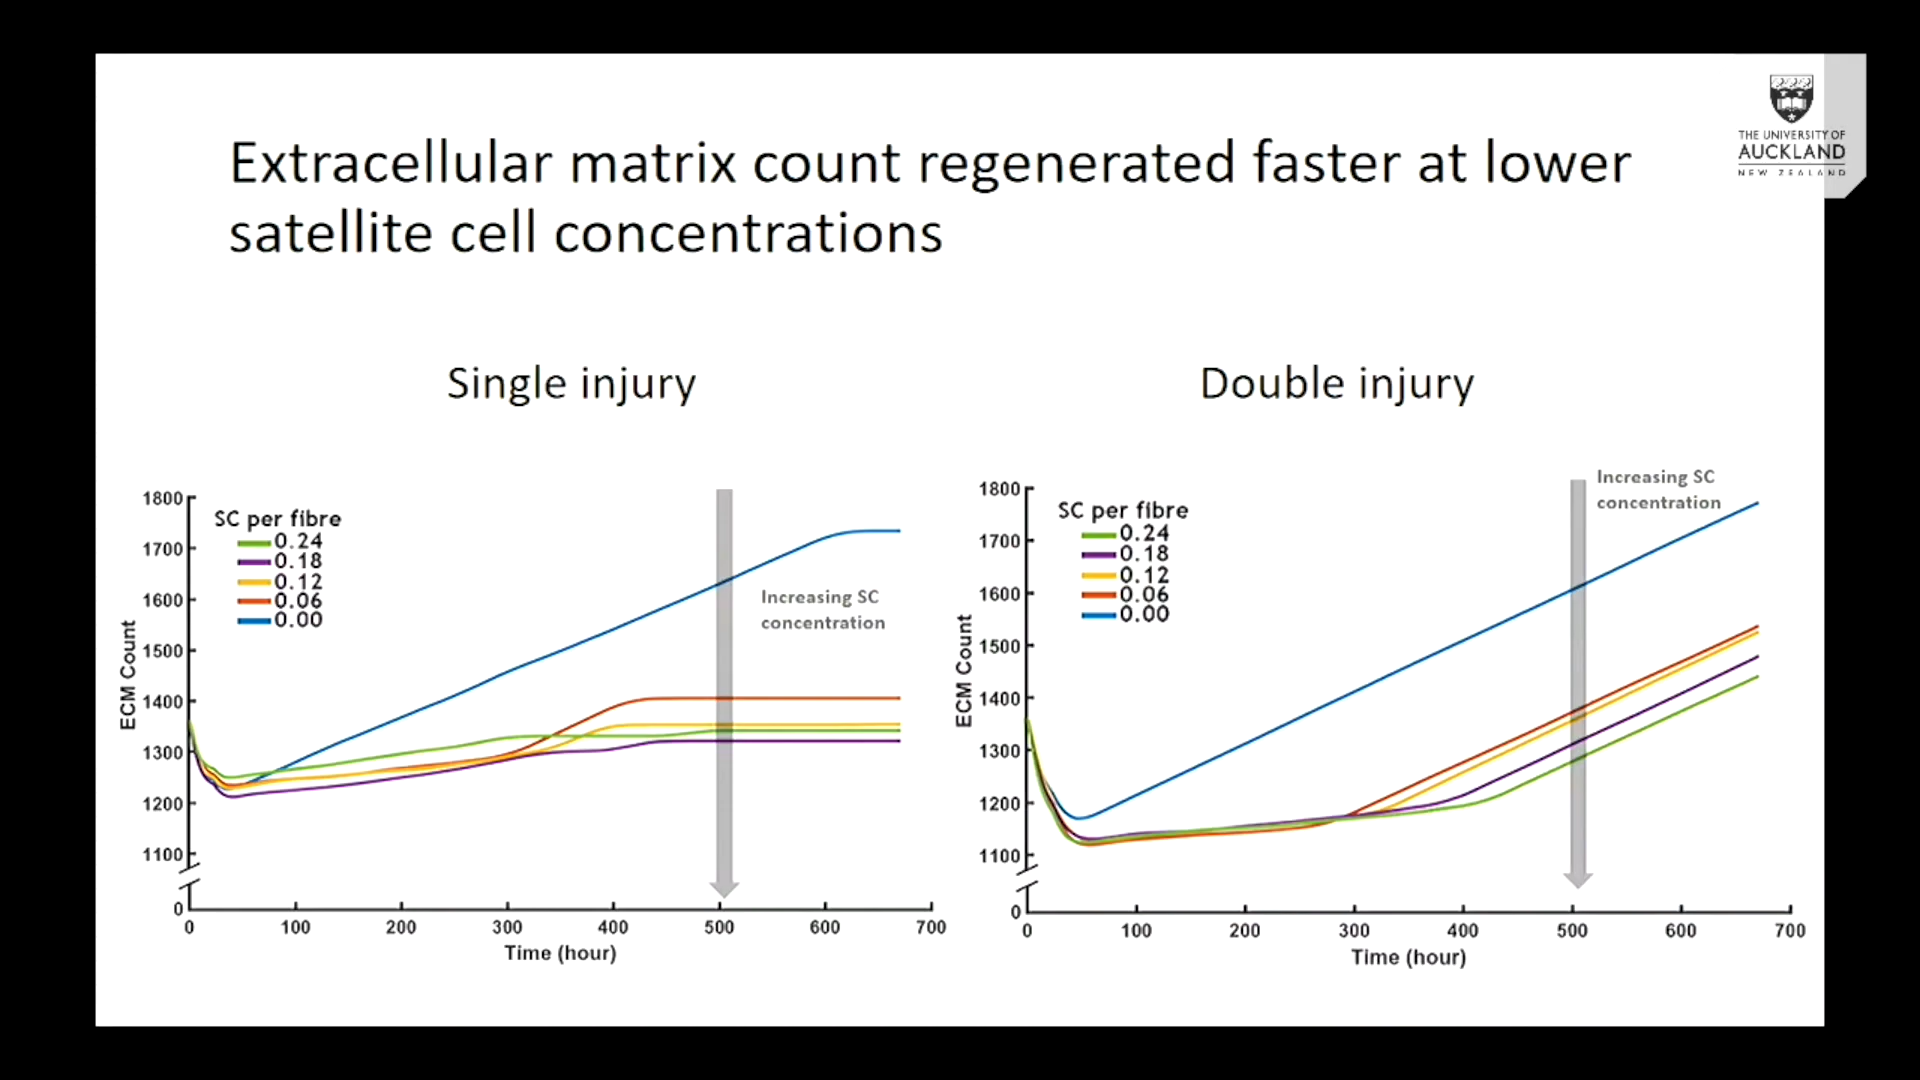 Extracellular matrix count regenerated faster at lower
satellite cell concentrations
THE UNIVERSITY OF
AUCKLAND
NEW ZEALAND
Single injury
Double injury
1800
1700
1600
1500
1400
1300
1200
1100
0
ECM Count
SC per fibre
0.24
0.18
0.12
0.06
0.00
Increasing SC
concentration
0 100 200 300 400 500 600 700
Time (hour)
1800
1700
1600
1500
1400
1300
1200
1100
0
ECM Count
SC per fibre
0.24
0.18
0.12
0.06
0.00
Increasing SC
concentration
0 100 200 300 400 500 600 700
Time (hour)